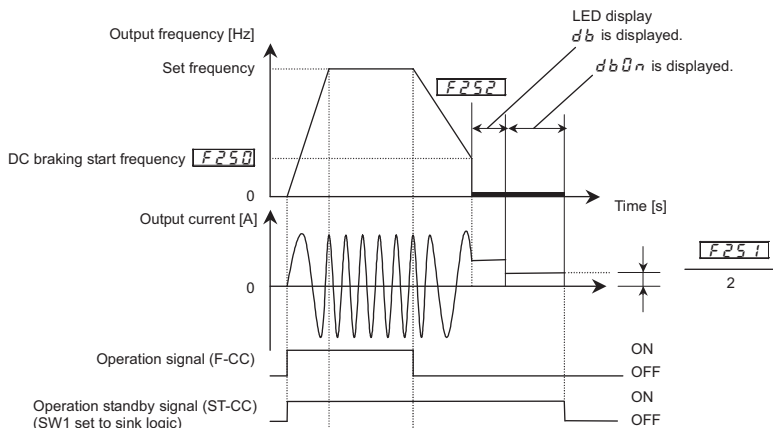 LED display
db is displayed.
dbOn is displayed.
Output frequency [Hz]
Set frequency
F252
DC braking start frequency F250
0
Time [s]
Output current [A]
F251
2
0
Operation signal (F-CC)
ON
OFF
Operation standby signal (ST-CC)
(SW1 set to sink logic)
ON
OFF